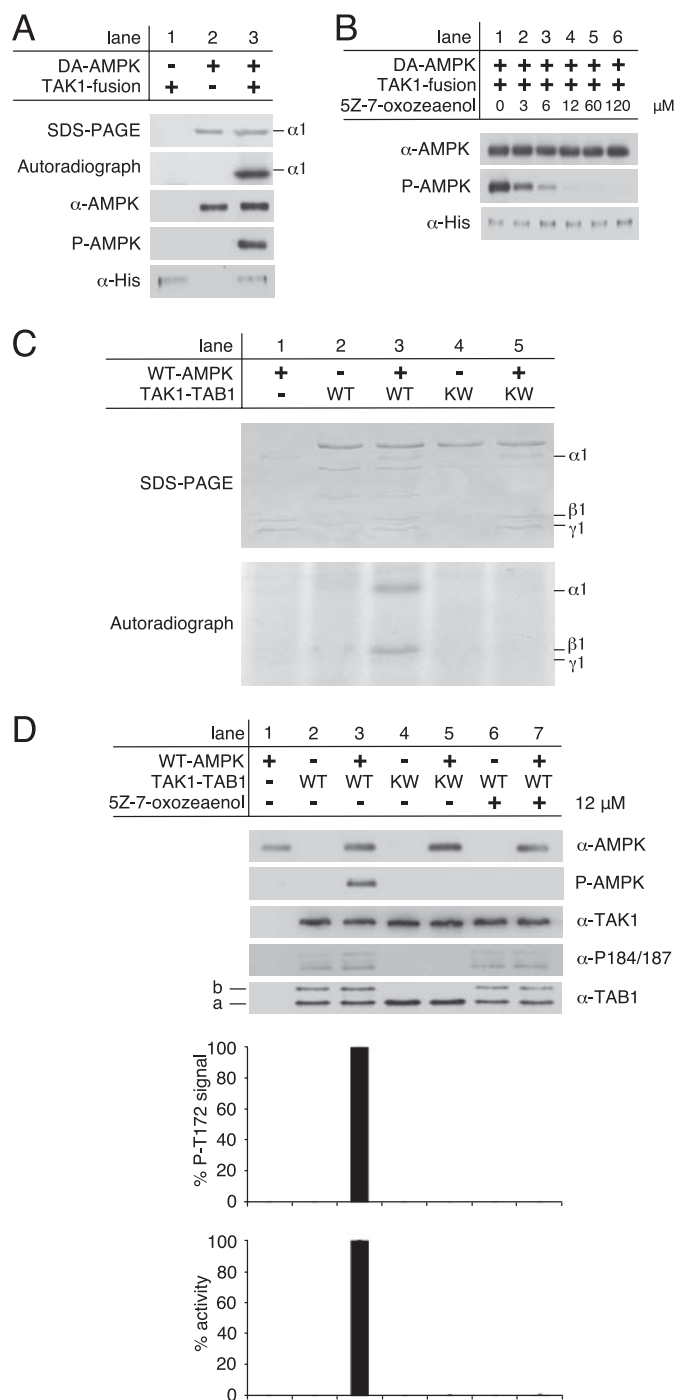 A
lane 1 2 3
DA-AMPK - + +
TAK1-fusion + - +
SDS-PAGE α1
Autoradiograph α1
α-AMPK
P-AMPK
α-His
B
lane 1 2 3 4 5 6
DA-AMPK + + + + + +
TAK1-fusion + + + + + +
5Z-7-oxozeaenol 0 3 6 12 60 120 μM
α-AMPK
P-AMPK
α-His
C
lane 1 2 3 4 5
WT-AMPK + - + - +
TAK1-TAB1 - WT WT KW KW
SDS-PAGE
α1
β1
γ1
Autoradiograph
α1
β1
γ1
D
lane 1 2 3 4 5 6 7
WT-AMPK + - + - + - +
TAK1-TAB1 - WT WT KW KW WT WT
5Z-7-oxozeaenol - - - - - + + 12 μM
α-AMPK
P-AMPK
α-TAK1
α-P184/187
b
a
α-TAB1
% P-T172 signal
100
80
60
40
20
0
% activity
100
80
60
40
20
0